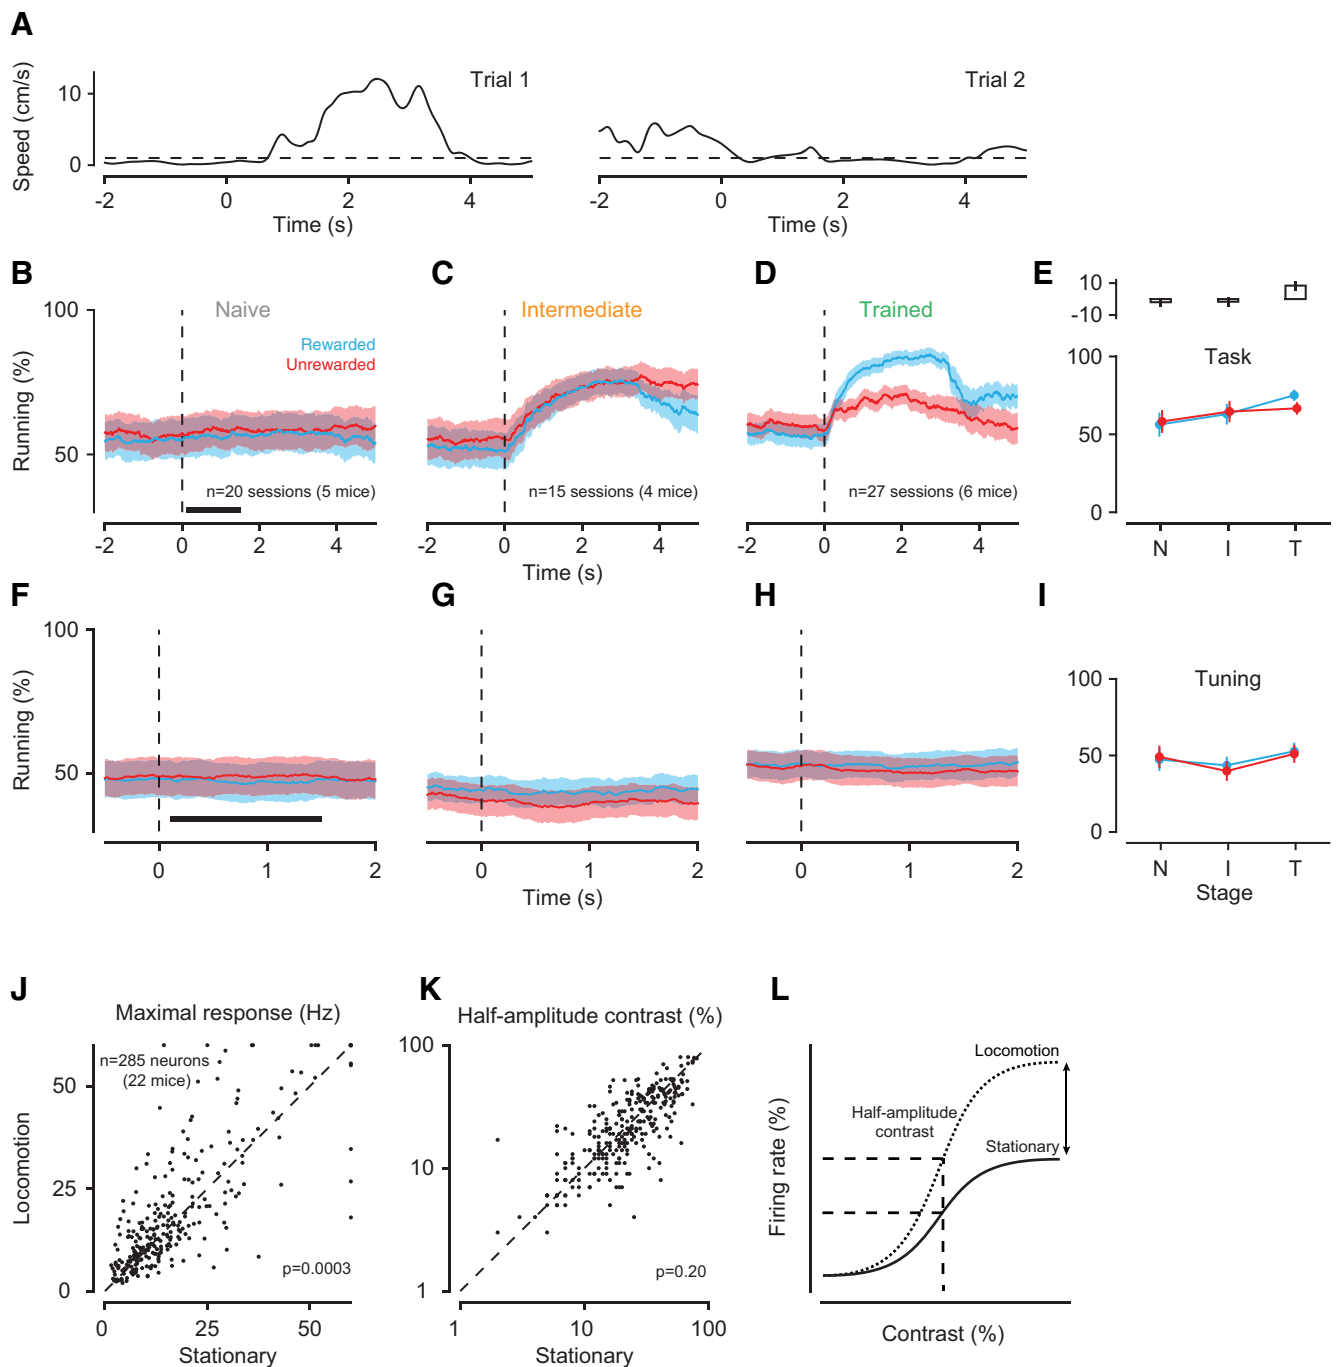 A
Speed (cm/s)
10
0
Trial 1
Trial 2
-2 0 2 4
-2 0 2 4
Time (s)
Time (s)
B
C
D
E
Running (%)
100
50
Naive
Rewarded
Unrewarded
n=20 sessions (5 mice)
-2 0 2 4
Intermediate
n=15 sessions (4 mice)
-2 0 2 4
Time (s)
Trained
n=27 sessions (6 mice)
-2 0 2 4
10
-10
100
50
0
Task
N I T
F
G
H
I
Running (%)
100
50
0 1 2
0 1 2
Time (s)
0 1 2
100
50
0
Tuning
N I T
Stage
J
Maximal response (Hz)
n=285 neurons
(22 mice)
Locomotion
50
25
0
p=0.0003
0 25 50
Stationary
K
Half-amplitude contrast (%)
100
10
1
p=0.20
1 10 100
Stationary
L
Firing rate (%)
Locomotion
Half-amplitude
contrast
Stationary
Contrast (%)